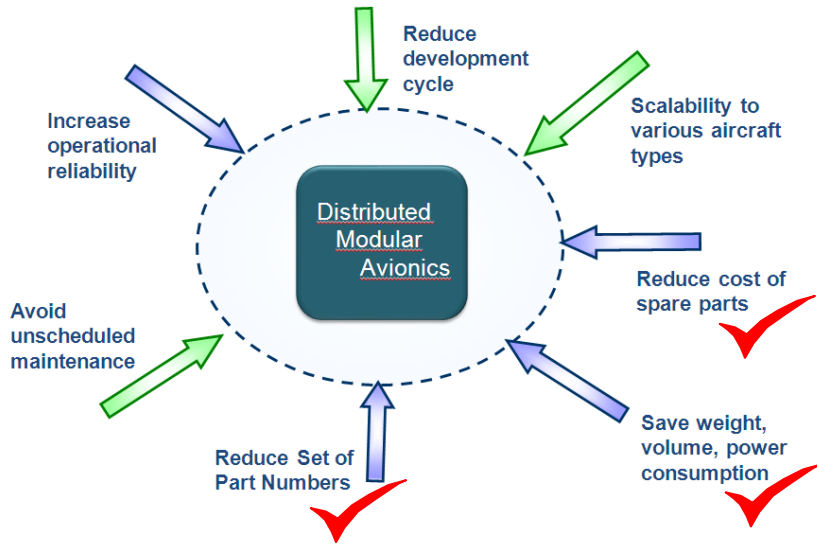 Reduce
development
cycle
Increase
operational
reliability
Scalability to
various aircraft
types
Distributed
Modular
Avionics
Reduce cost of
spare parts
Avoid
unscheduled
maintenance
Save weight,
volume, power
consumption
Reduce Set of
Part Numbers